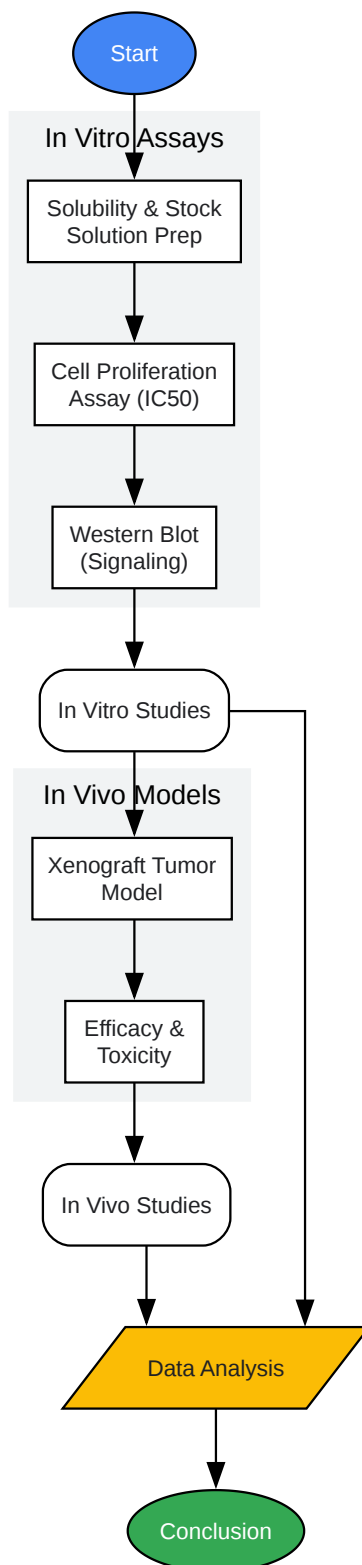 Start
In Vitro Assays
Solubility & Stock
Solution Prep
Cell Proliferation
Assay (IC50)
Western Blot
(Signaling)
In Vitro Studies
In Vivo Models
Xenograft Tumor
Model
Efficacy &
Toxicity
In Vivo Studies
Data Analysis
Conclusion